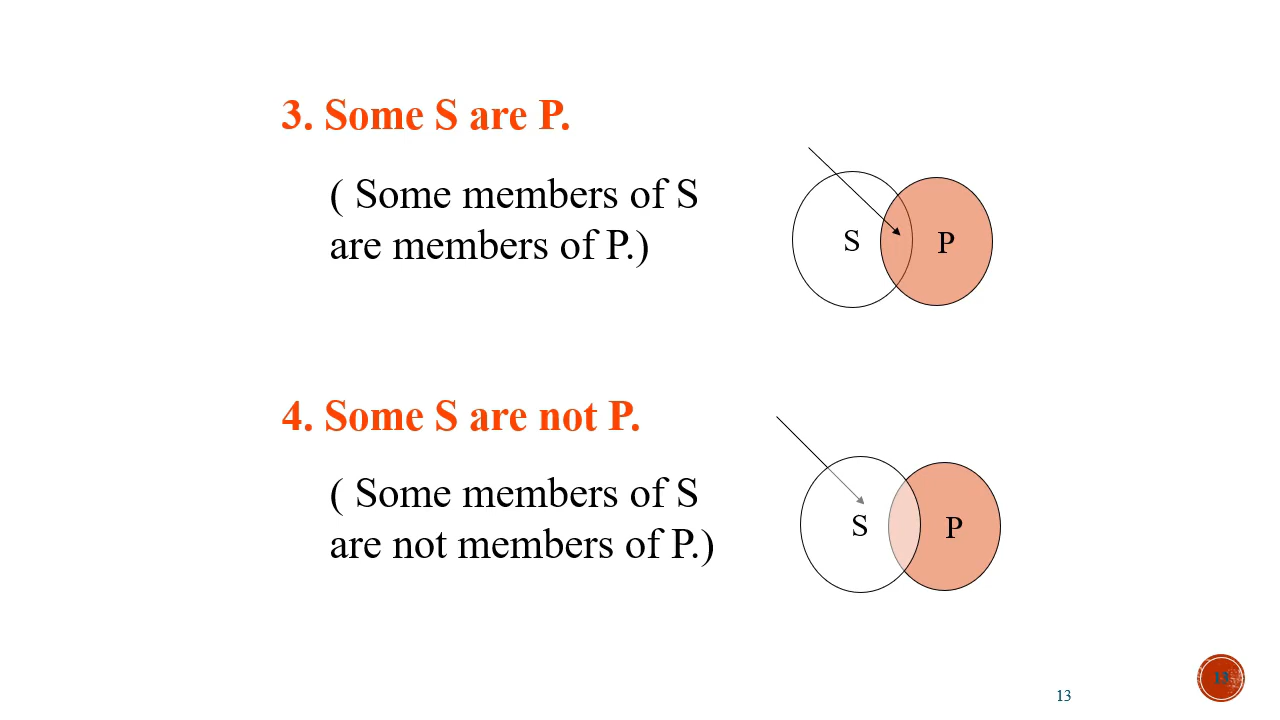 3. Some S are P.
( Some members of S
are members of P.)
S
P
4. Some S are not P.
( Some members of S
are not members of P.)
S
P
13
13